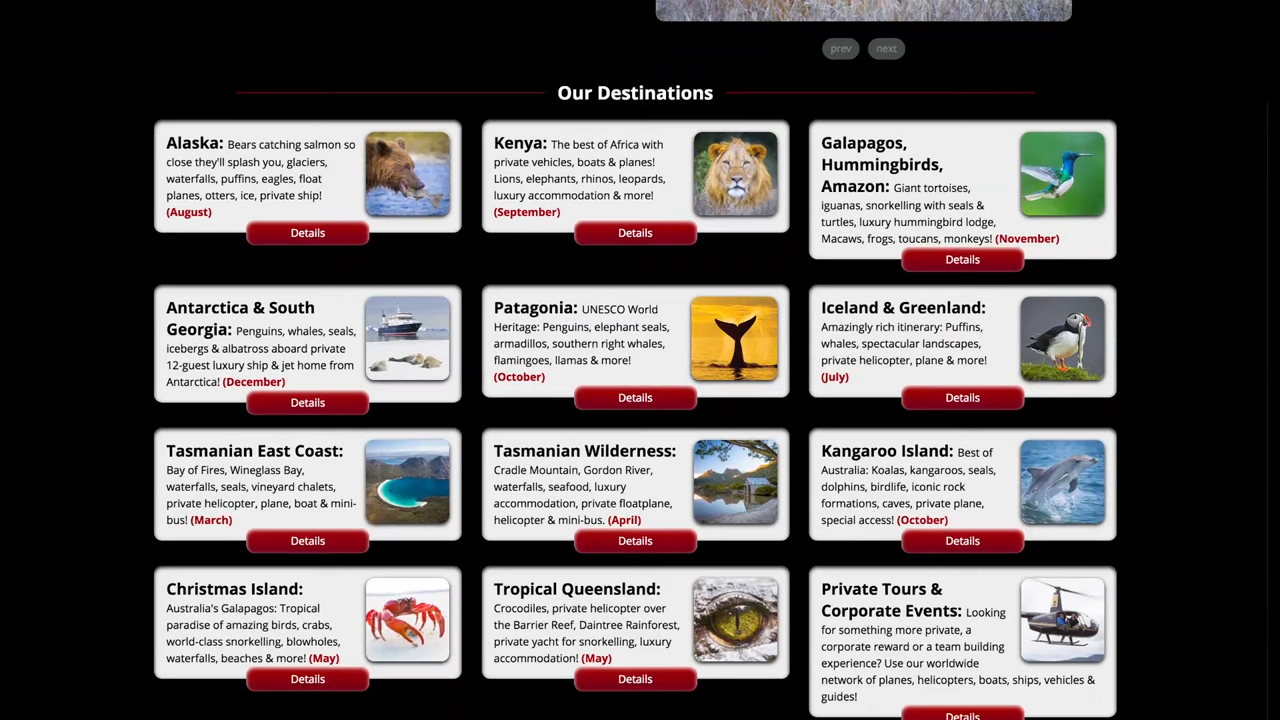 prev next
Our Destinations
Alaska: Bears catching salmon so
close they'll splash you, glaciers,
waterfalls, puffins, eagles, float
planes, otters, ice, private ship!
(August)
Details
Kenya: The best of Africa with
private vehicles, boats & planes!
Lions, elephants, rhinos, leopards,
luxury accommodation & more!
(September)
Details
Galapagos,
Hummingbirds,
Amazon: Giant tortoises,
iguanas, snorkelling with seals &
turtles, luxury hummingbird lodge,
Macaws, frogs, toucans, monkeys! (November)
Details
Antarctica & South
Georgia: Penguins, whales, seals,
icebergs & albatross aboard private
12-guest luxury ship & jet home from
Antarctica! (December)
Details
Patagonia: UNESCO World
Heritage: Penguins, elephant seals,
armadillos, southern right whales,
flamingoes, llamas & more!
(October)
Details
Iceland & Greenland:
Amazingly rich itinerary: Puffins,
whales, spectacular landscapes,
private helicopter, plane & more!
(July)
Details
Tasmanian East Coast:
Bay of Fires, Wineglass Bay,
waterfalls, seals, vineyard chalets,
private helicopter, plane, boat & mini-
bus! (March)
Details
Tasmanian Wilderness:
Cradle Mountain, Gordon River,
waterfalls, seafood, luxury
accommodation, private floatplane,
helicopter & mini-bus. (April)
Details
Kangaroo Island: Best of
Australia: Koalas, kangaroos, seals,
dolphins, birdlife, iconic rock
formations, caves, private plane,
special access! (October)
Details
Christmas Island:
Australia's Galapagos: Tropical
paradise of amazing birds, crabs,
world-class snorkelling, blowholes,
waterfalls, beaches & more! (May)
Details
Tropical Queensland:
Crocodiles, private helicopter over
the Barrier Reef, Daintree Rainforest,
private yacht for snorkelling, luxury
accommodation! (May)
Details
Private Tours &
Corporate Events: Looking
for something more private, a
corporate reward or a team building
experience? Use our worldwide
network of planes, helicopters, boats, ships, vehicles &
guides!
Details